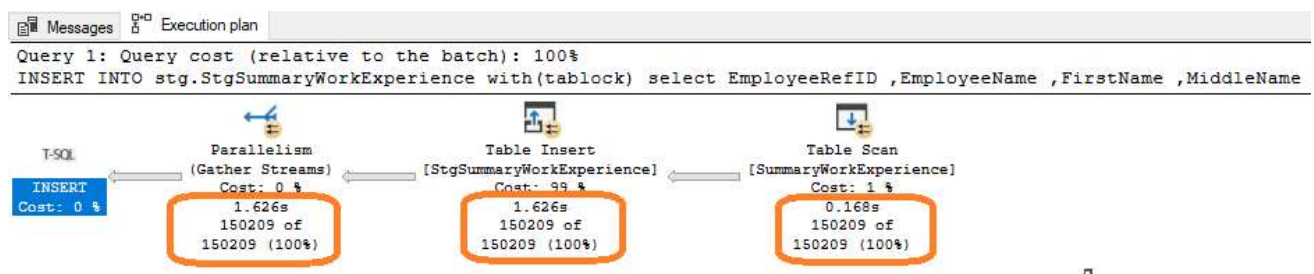 Messages Execution plan
Query 1: Query cost (relative to the batch): 100%
INSERT INTO stg.StgSummaryWorkExperience with(tablock) select EmployeeRefID ,EmployeeName ,FirstName ,MiddleName
T-SQL
INSERT
Cost: 0 %
Parallelism
(Gather Streams)
Cost: 0 %
1.626s
150209 of
150209 (100%)
Table Insert
[StgSummaryWorkExperience]
Cost: 99 %
1.626s
150209 of
150209 (100%)
Table Scan
[SummaryWorkExperience]
Cost: 1 %
0.168s
150209 of
150209 (100%)